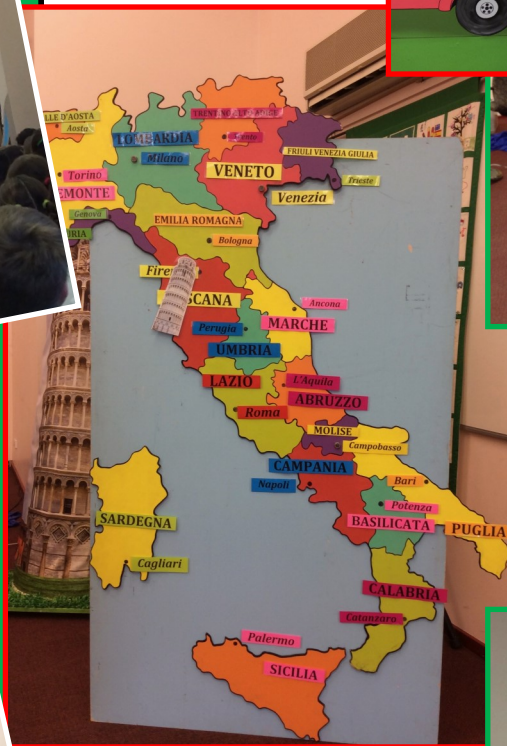 LLE D'AOSTA
Aosta
TRENTINO ALTO ADIGE
Trento
LOMBARDIA
Milano
FRIULI VENEZIA GIULIA
Trieste
Torino
EMONTE
VENETO
Venezia
Genova
ORIA
EMILIA ROMAGNA
Bologna
Fire
SCANA
Ancona
MARCHE
Perugia
UMBRIA
LAZIO
L'Aquila
ABRUZZO
Roma
MOLISE
Campobasso
CAMPANIA
Napoli
Bari
Potenza
BASILICATA
PUGLIA
SARDEGNA
Cagliari
CALABRIA
Catanzaro
Palermo
SICILIA